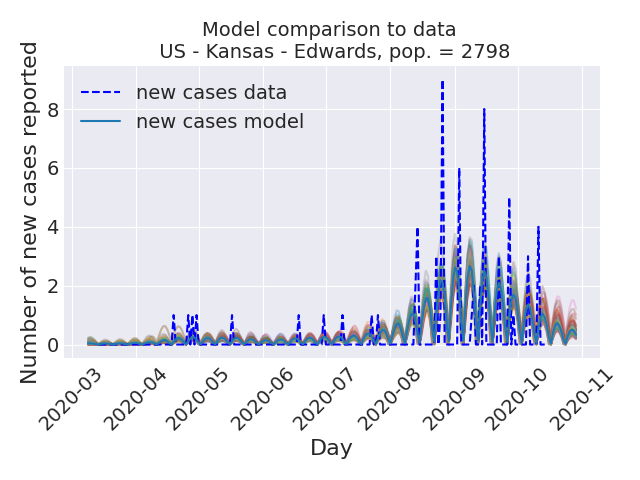 Model comparison to data
US - Kansas - Edwards, pop. = 2798
Number of new cases reported
8
6
4
2
0
new cases data
new cases model
2020-03
2020-04
2020-05
2020-06
2020-07
2020-08
2020-09
2020-10
2020-11
Day